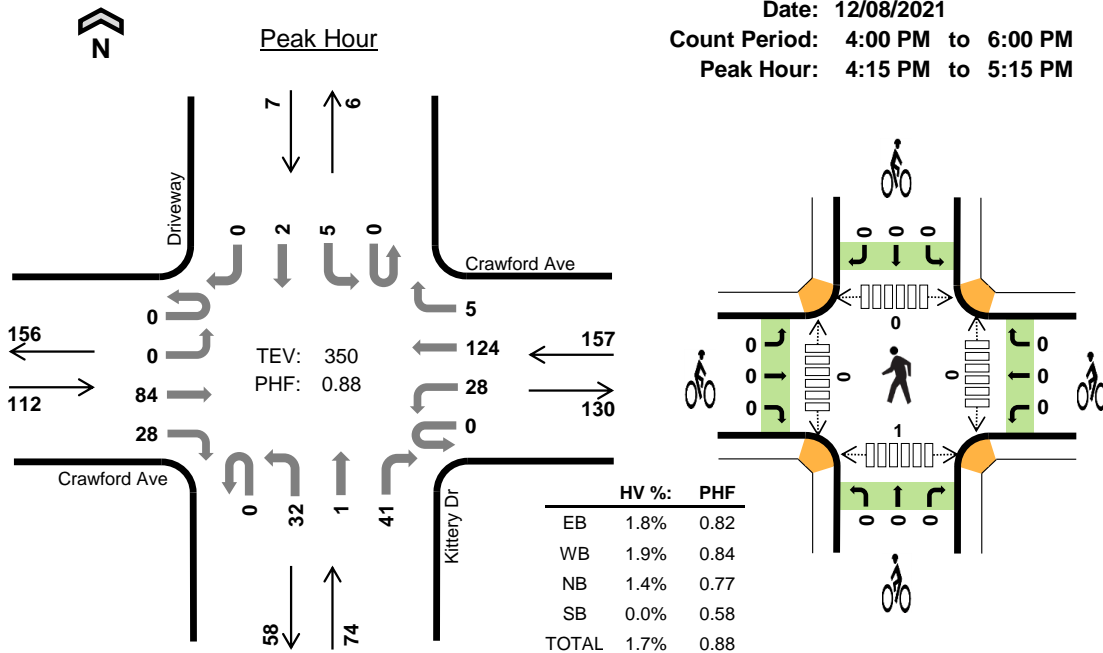 N
Peak Hour
Date: 12/08/2021
Count Period: 4:00 PM to 6:00 PM
Peak Hour: 4:15 PM to 5:15 PM
7
6
Driveway
0 2 5 0
Crawford Ave
0
0
84
28
156
112
TEV: 350
PHF: 0.88
5
124
28
0
157
130
Crawford Ave
0 32 1 41
Kittery Dr
58
74
HV %: PHF
EB 1.8% 0.82
WB 1.9% 0.84
NB 1.4% 0.77
SB 0.0% 0.58
TOTAL 1.7% 0.88
0 0 0
0
0
0
0
0
0
0
0
0
1
0 0 0